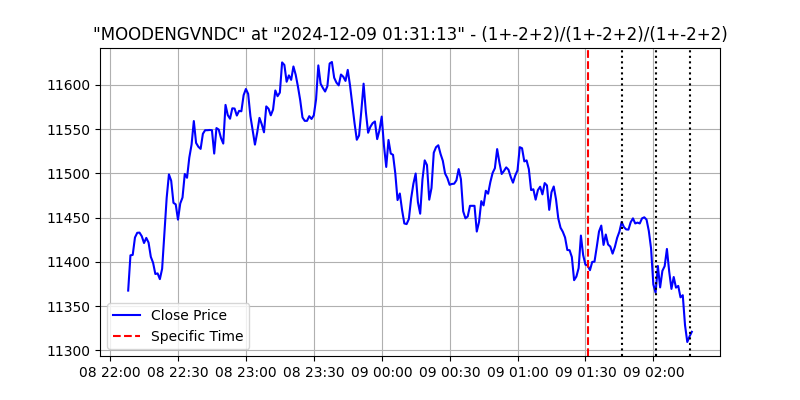 "MOODENGVNDC" at "2024-12-09 01:31:13" - (1+-2+2)/(1+-2+2)/(1+-2+2)
11600
11550
11500
11450
11400
11350
11300
Close Price
Specific Time
08 22:00 08 22:30 08 23:00 08 23:30 09 00:00 09 00:30 09 01:00 09 01:30 09 02:00